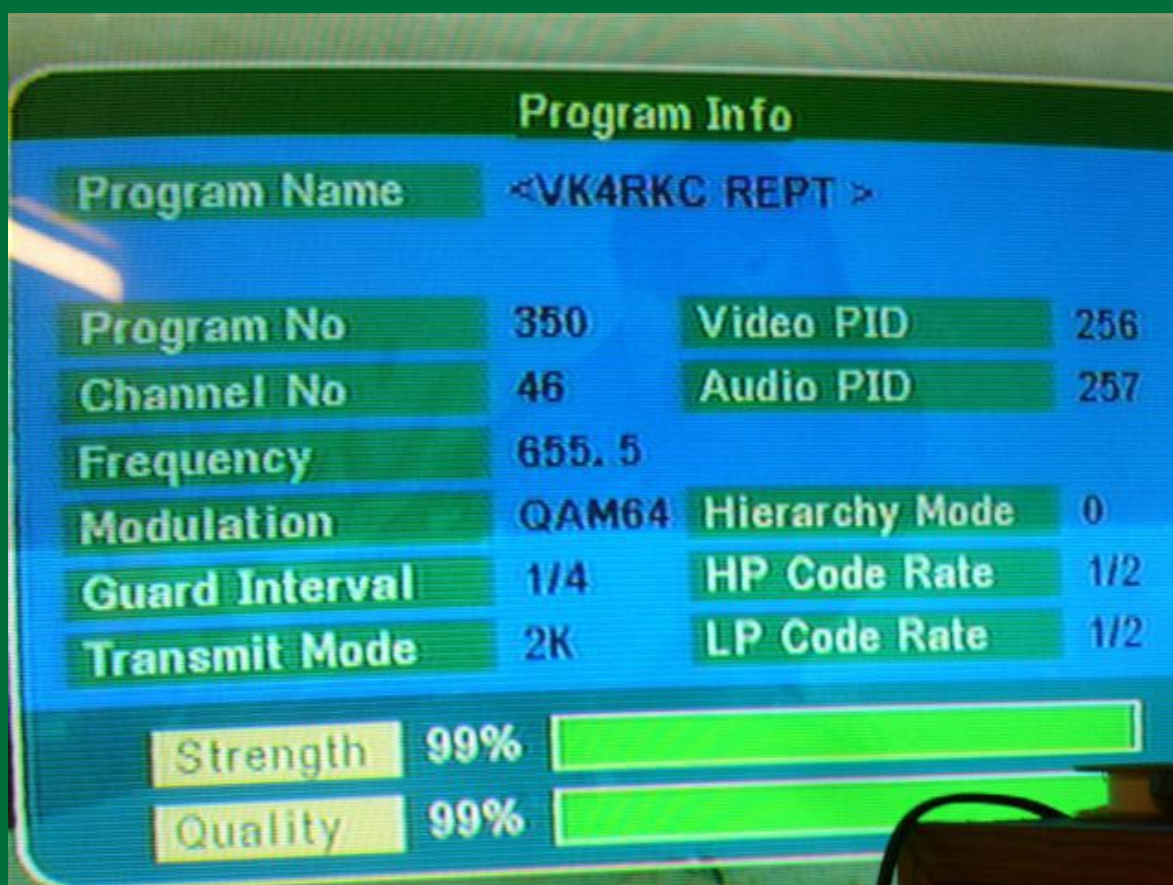 Program Info
Program Name <VK4RKC REPT >
Program No 350 Video PID 256
Channel No 46 Audio PID 257
Frequency 655.5
Modulation QAM64 Hierarchy Mode 0
Guard Interval 1/4 HP Code Rate 1/2
Transmit Mode 2K LP Code Rate 1/2
Strength 99%
Quality 99%